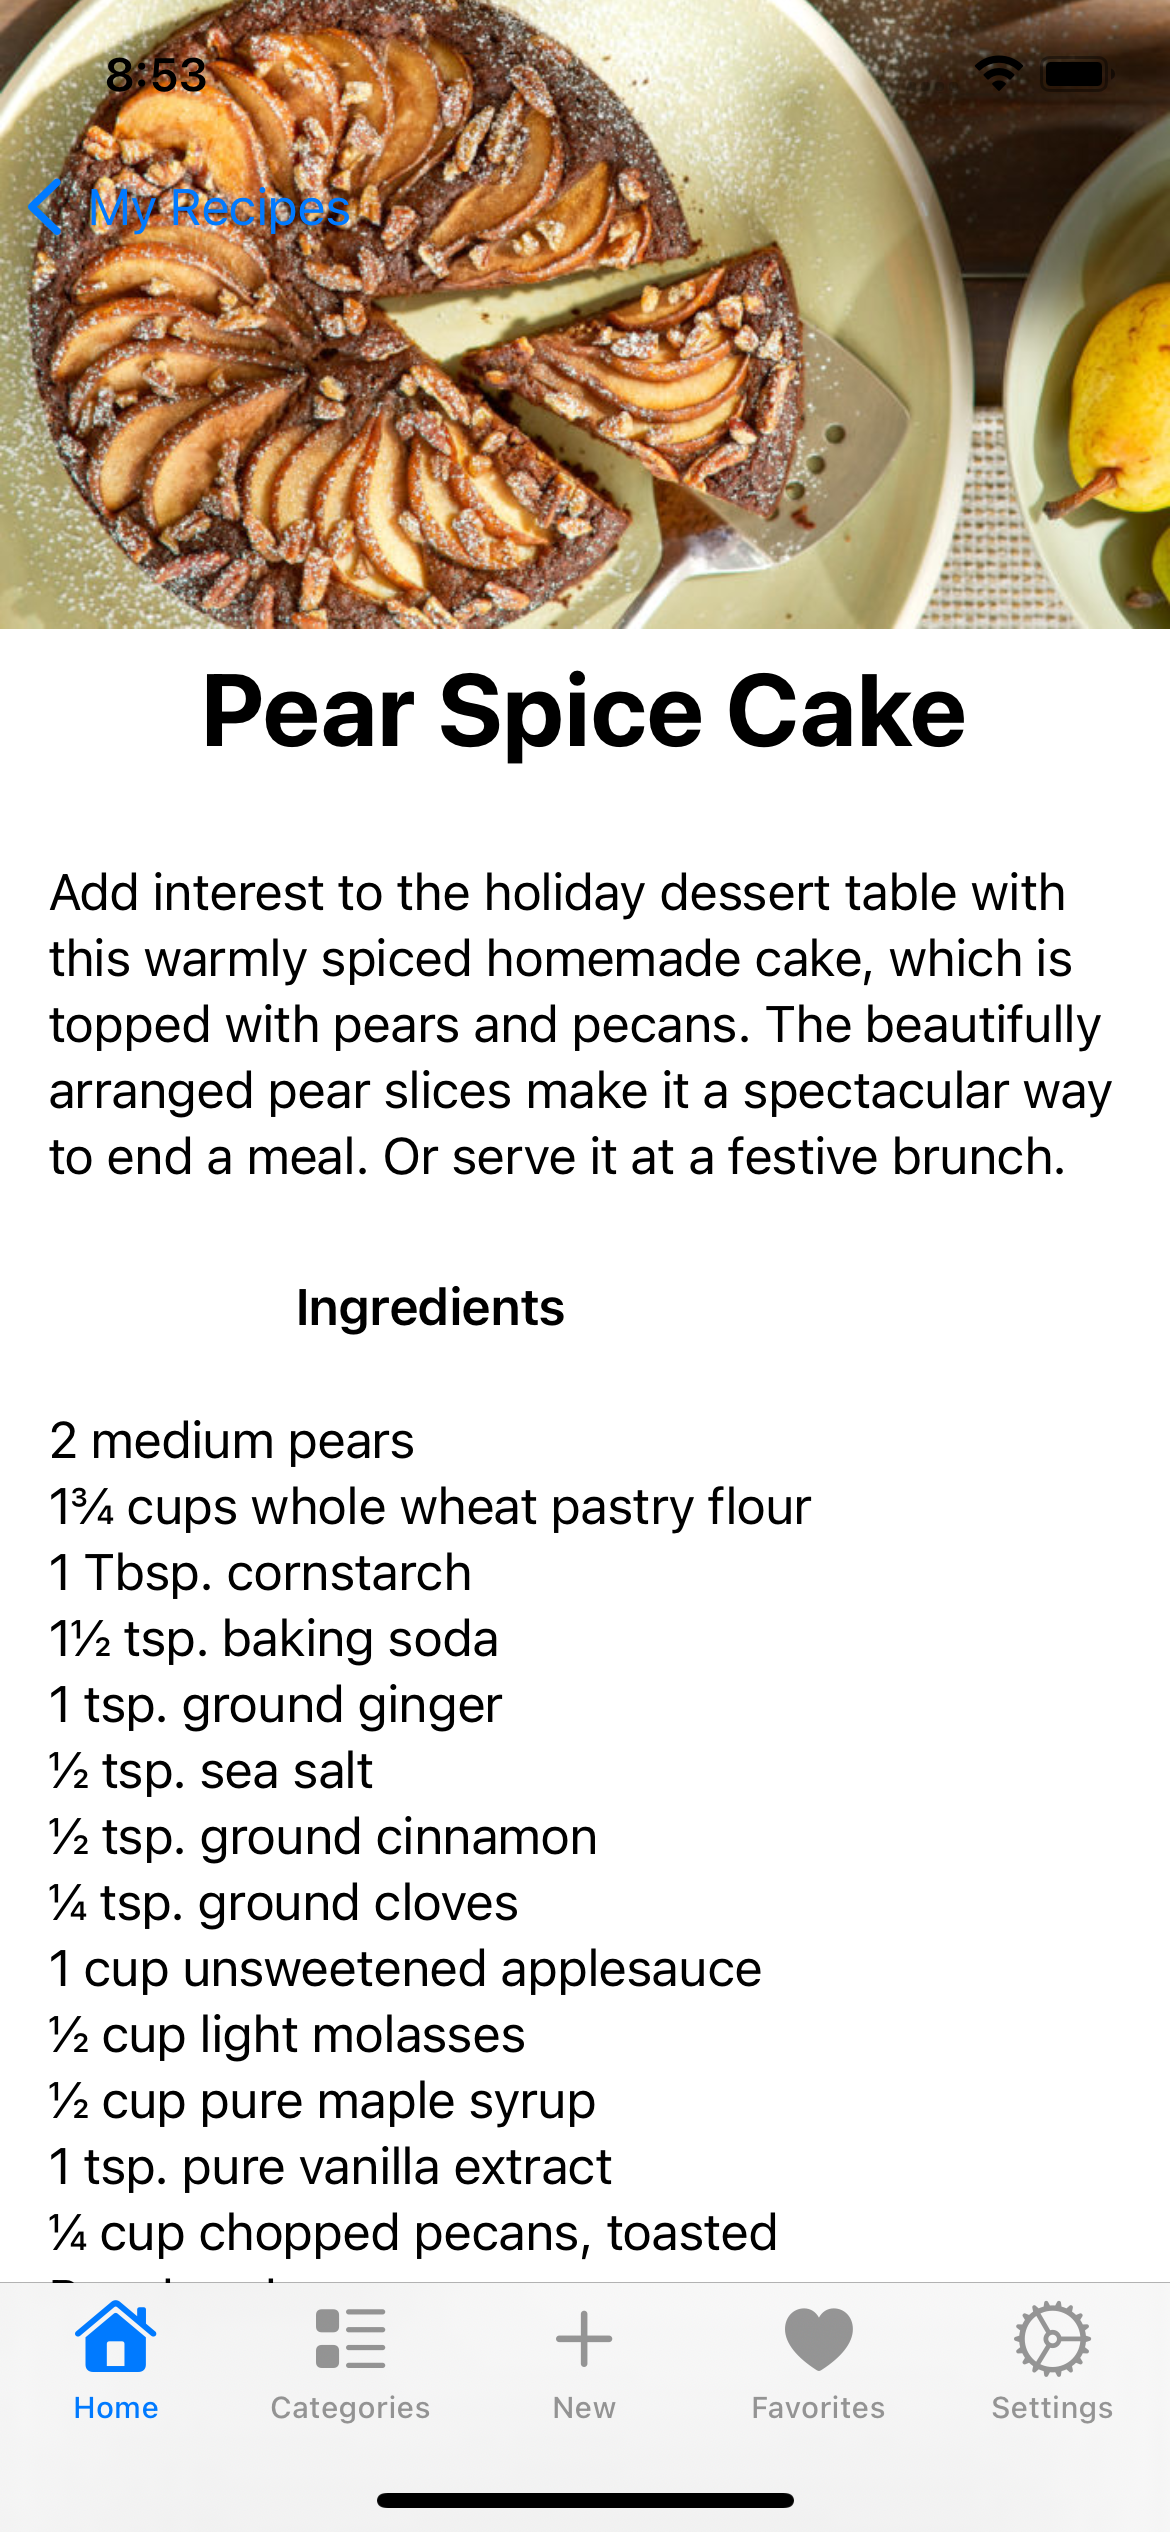 8:53
My Recipes
Pear Spice Cake
Add interest to the holiday dessert table with
this warmly spiced homemade cake, which is
topped with pears and pecans. The beautifully
arranged pear slices make it a spectacular way
to end a meal. Or serve it at a festive brunch.
Ingredients
2 medium pears
1¾ cups whole wheat pastry flour
1 Tbsp. cornstarch
1½ tsp. baking soda
1 tsp. ground ginger
½ tsp. sea salt
½ tsp. ground cinnamon
¼ tsp. ground cloves
1 cup unsweetened applesauce
½ cup light molasses
½ cup pure maple syrup
1 tsp. pure vanilla extract
¼ cup chopped pecans, toasted
Home
Categories
New
Favorites
Settings